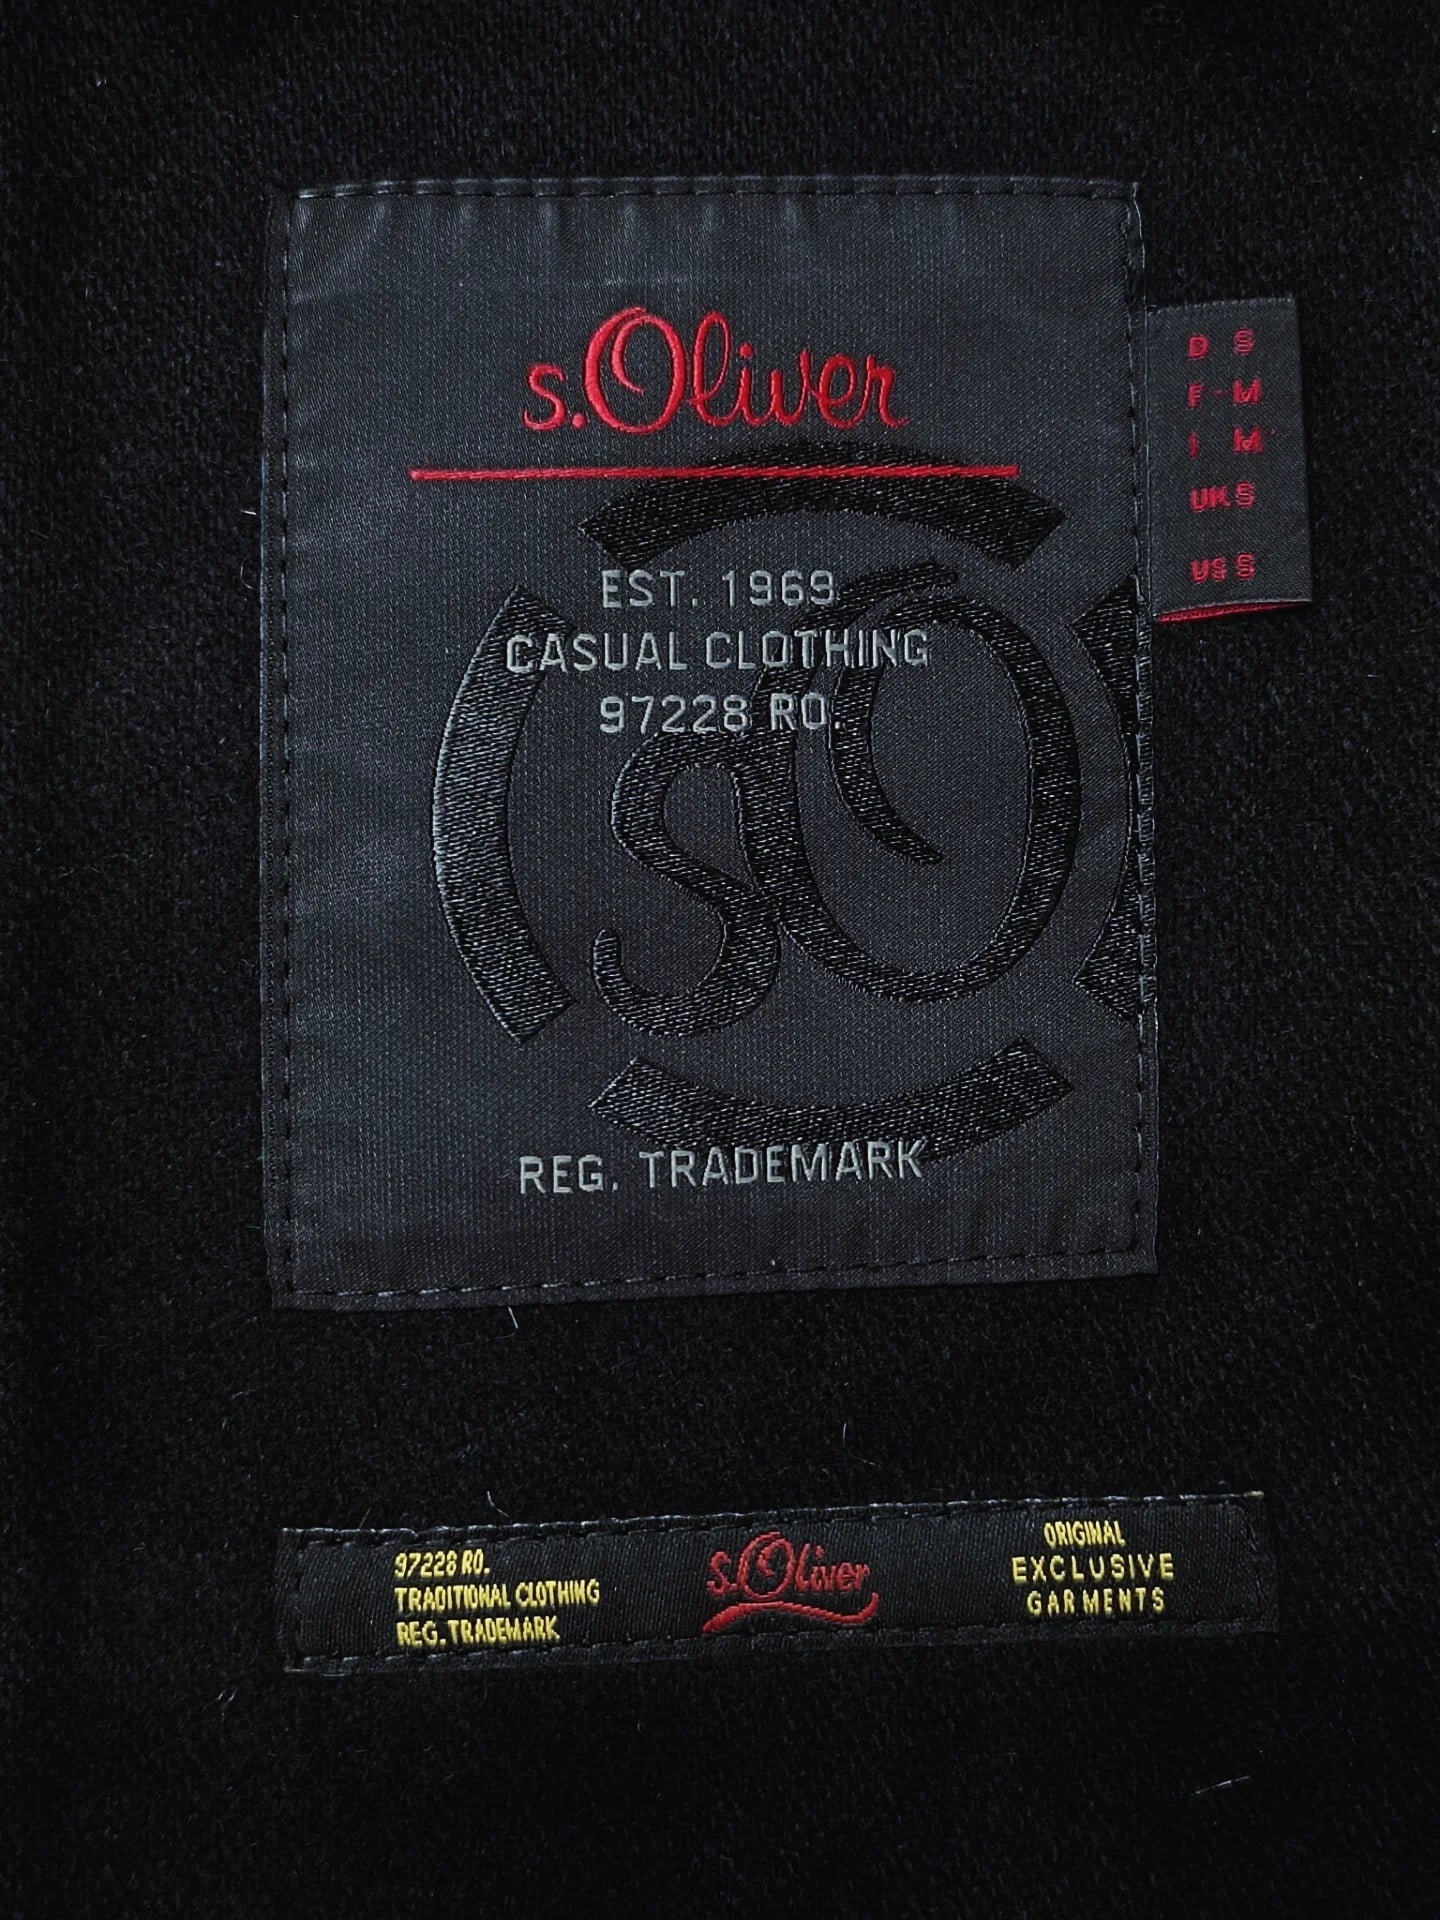 s.Oliver
EST. 1969
CASUAL CLOTHING
97228 RO.
sO
REG. TRADEMARK
D S
F - M
I M
UK S
US S
97228 RO.
TRADITIONAL CLOTHING
REG. TRADEMARK
s.Oliver
ORIGINAL
EXCLUSIVE
GARMENTS